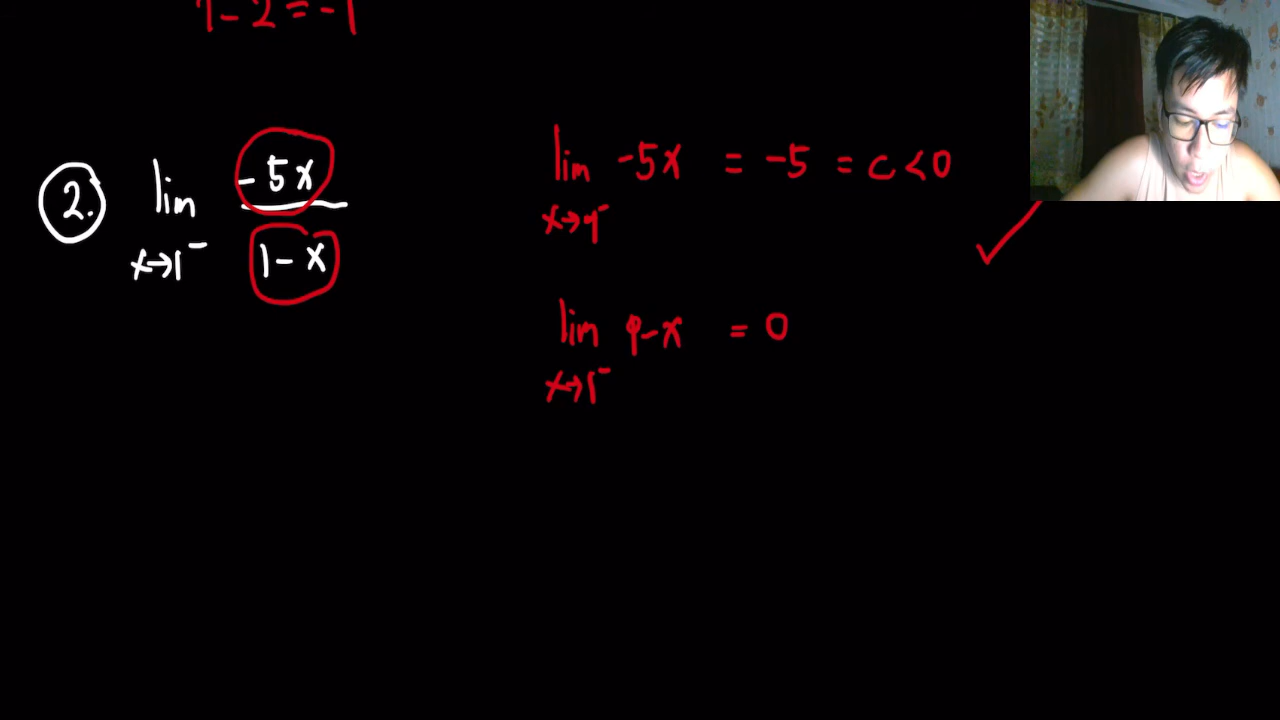 1 - 2 = -1
2. lim x→1⁻ -5x / 1 - x
lim x→1⁻ -5x = -5 = c < 0
lim x→1⁻ 1 - x = 0